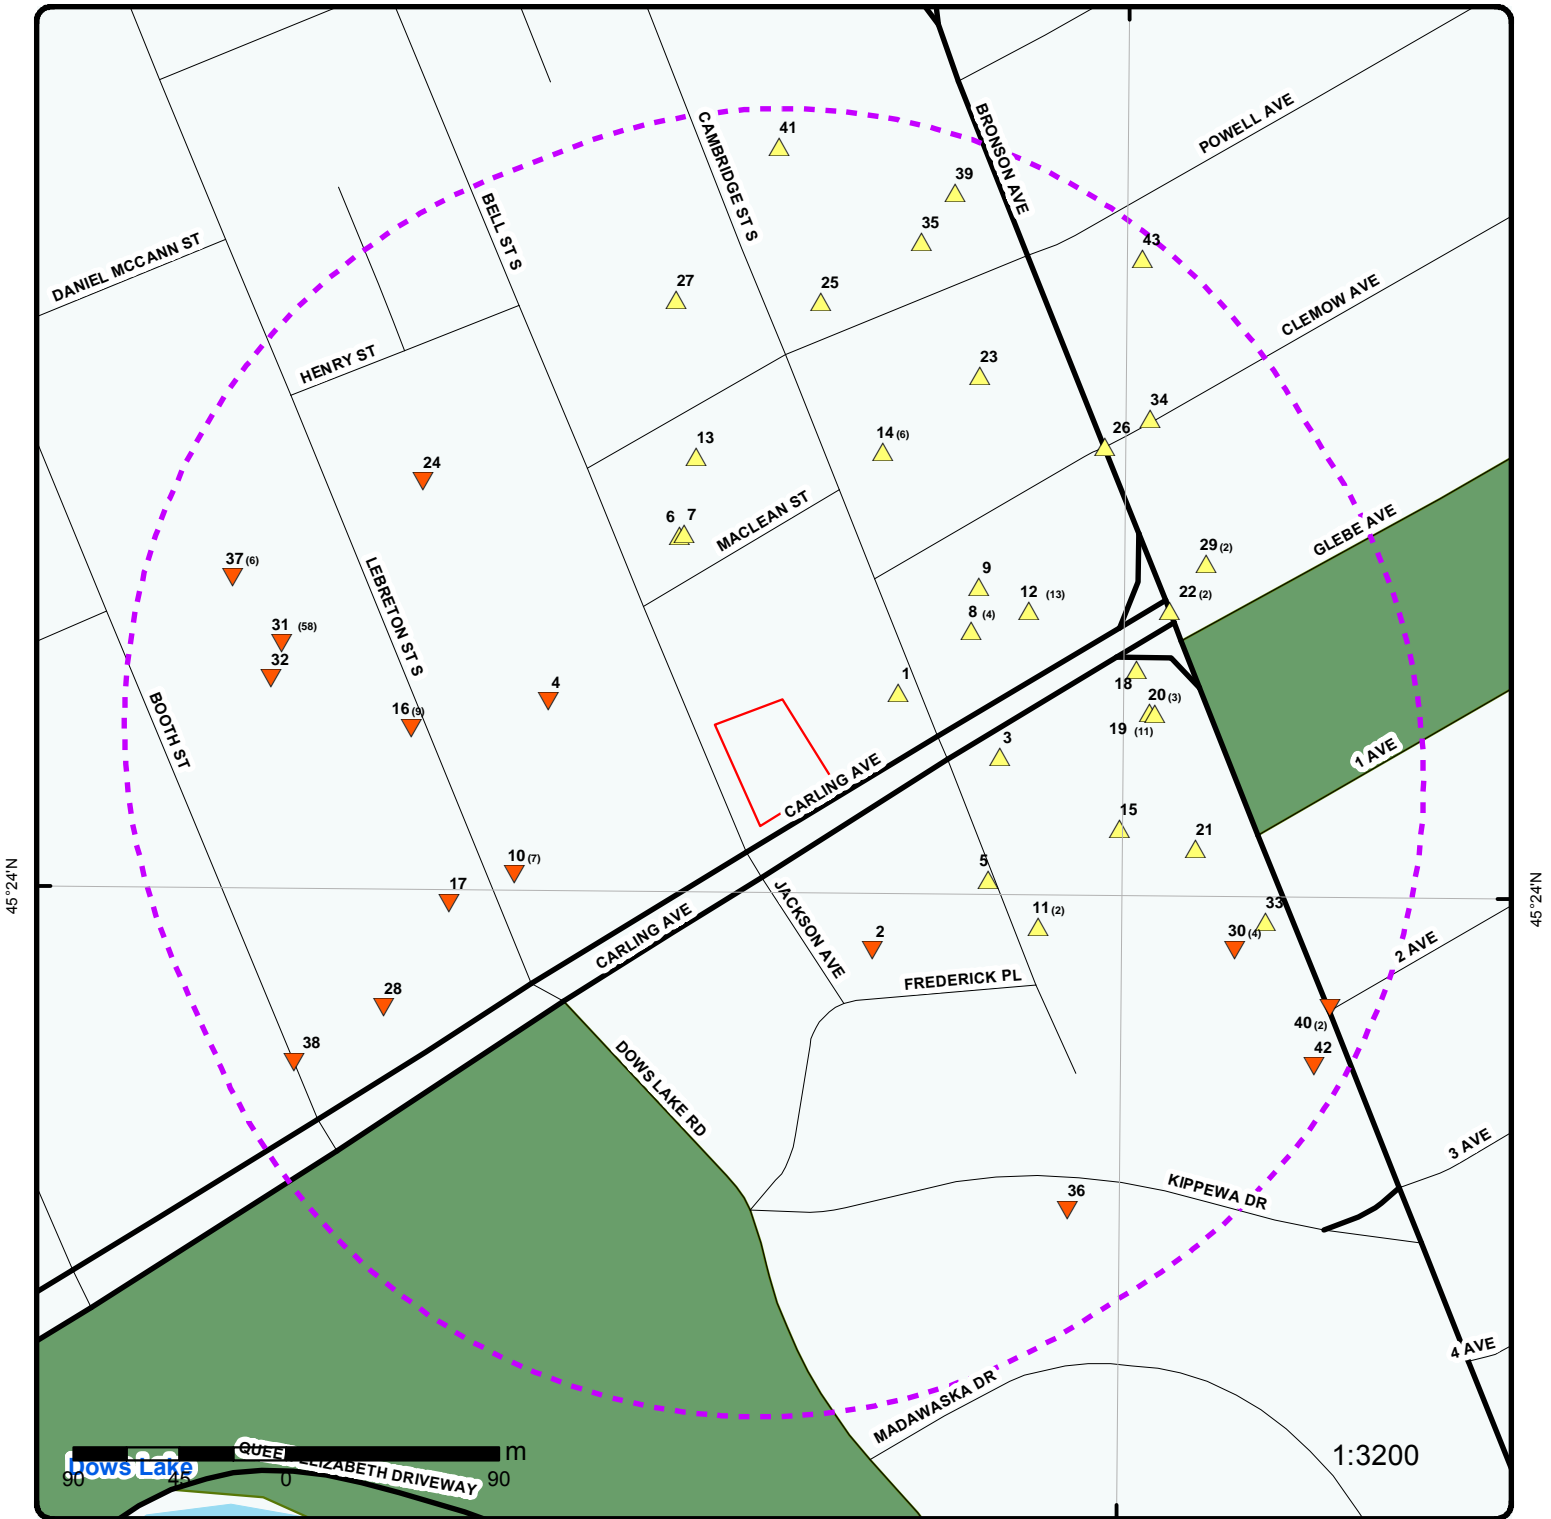 41
CAMBRIDGE ST S
BRONSON AVE
POWELL AVE
39
BELL ST S
35
43
DANIEL MCCANN ST
27
25
CLEMOW AVE
HENRY ST
23
34
26
13
14 (6)
24
6 7
MACLEAN ST
GLEBE AVE
37 (6)
29 (2)
LEBRETON ST S
9
12 (13)
22 (2)
8 (4)
31 (58)
32
BOOTH ST
4
1
18
20 (3)
16 (9)
19 (11)
3
1 AVE
CARLING AVE
15
21
10 (7)
5
45°24'N
45°24'N
17
JACKSON AVE
11 (2)
33
CARLING AVE
2
30 (4)
2 AVE
FREDERICK PL
28
40 (2)
38
42
DOWS LAKE RD
3 AVE
36
KIPPEWA DR
4 AVE
MADAWASKA DR
QUEE ELIZABETH DRIVEWAY
m
1:3200
Dows Lake
90 45 0 90